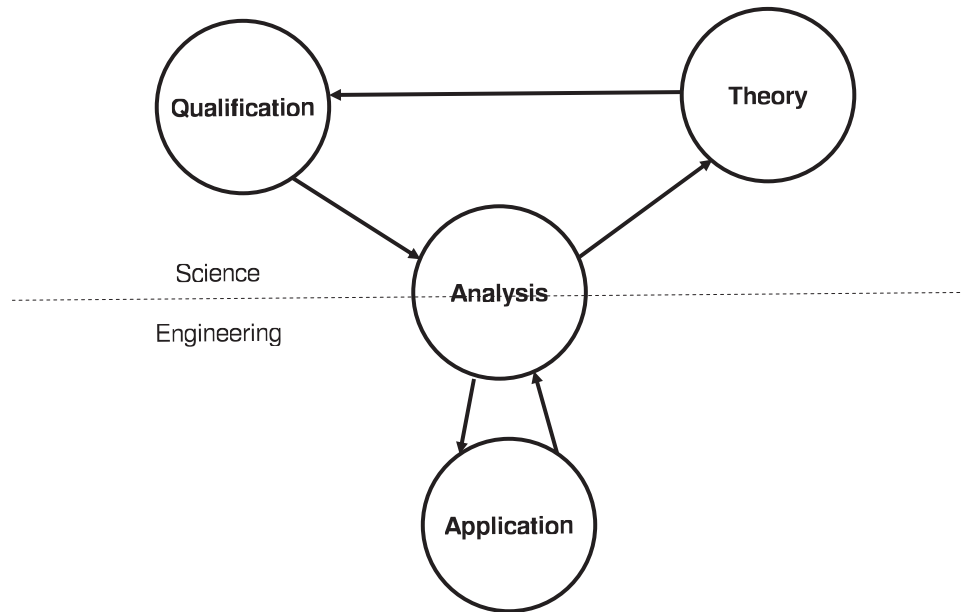 Qualification
Theory
Science
Analysis
Engineering
Application